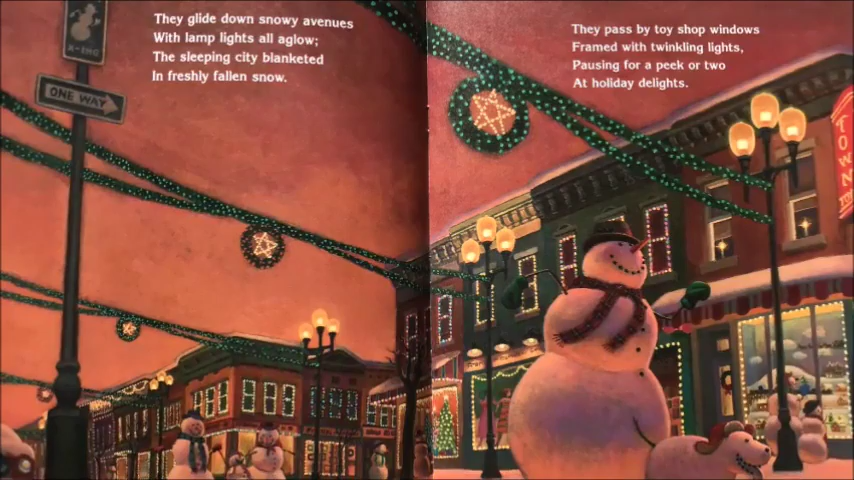 They glide down snowy avenues
With lamp lights all aglow;
The sleeping city blanketed
In freshly fallen snow.
ONE WAY
They pass by toy shop windows
Framed with twinkling lights,
Pausing for a peek or two
At holiday delights.
TOWN